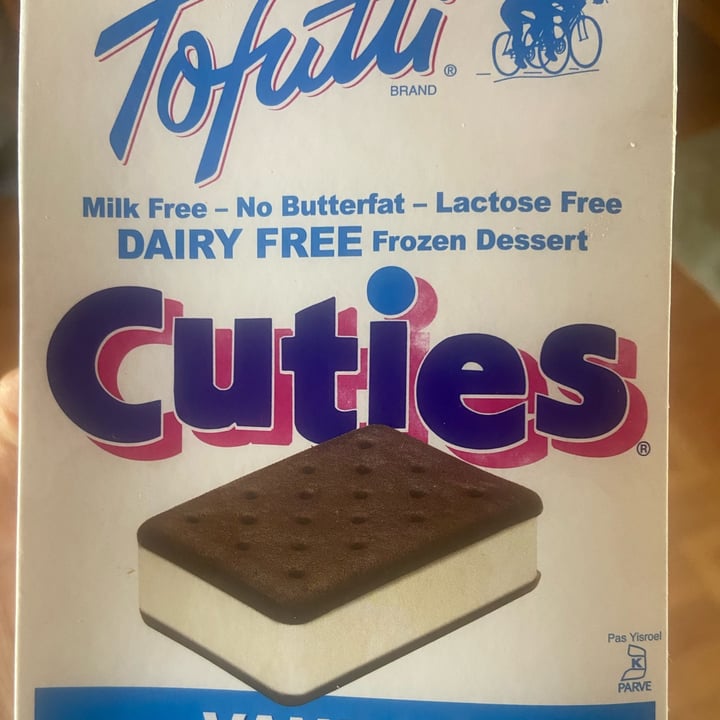 Tofutti®
BRAND
Milk Free – No Butterfat – Lactose Free
DAIRY FREE Frozen Dessert
Cuties®
Pas Yisroel
K
PARVE